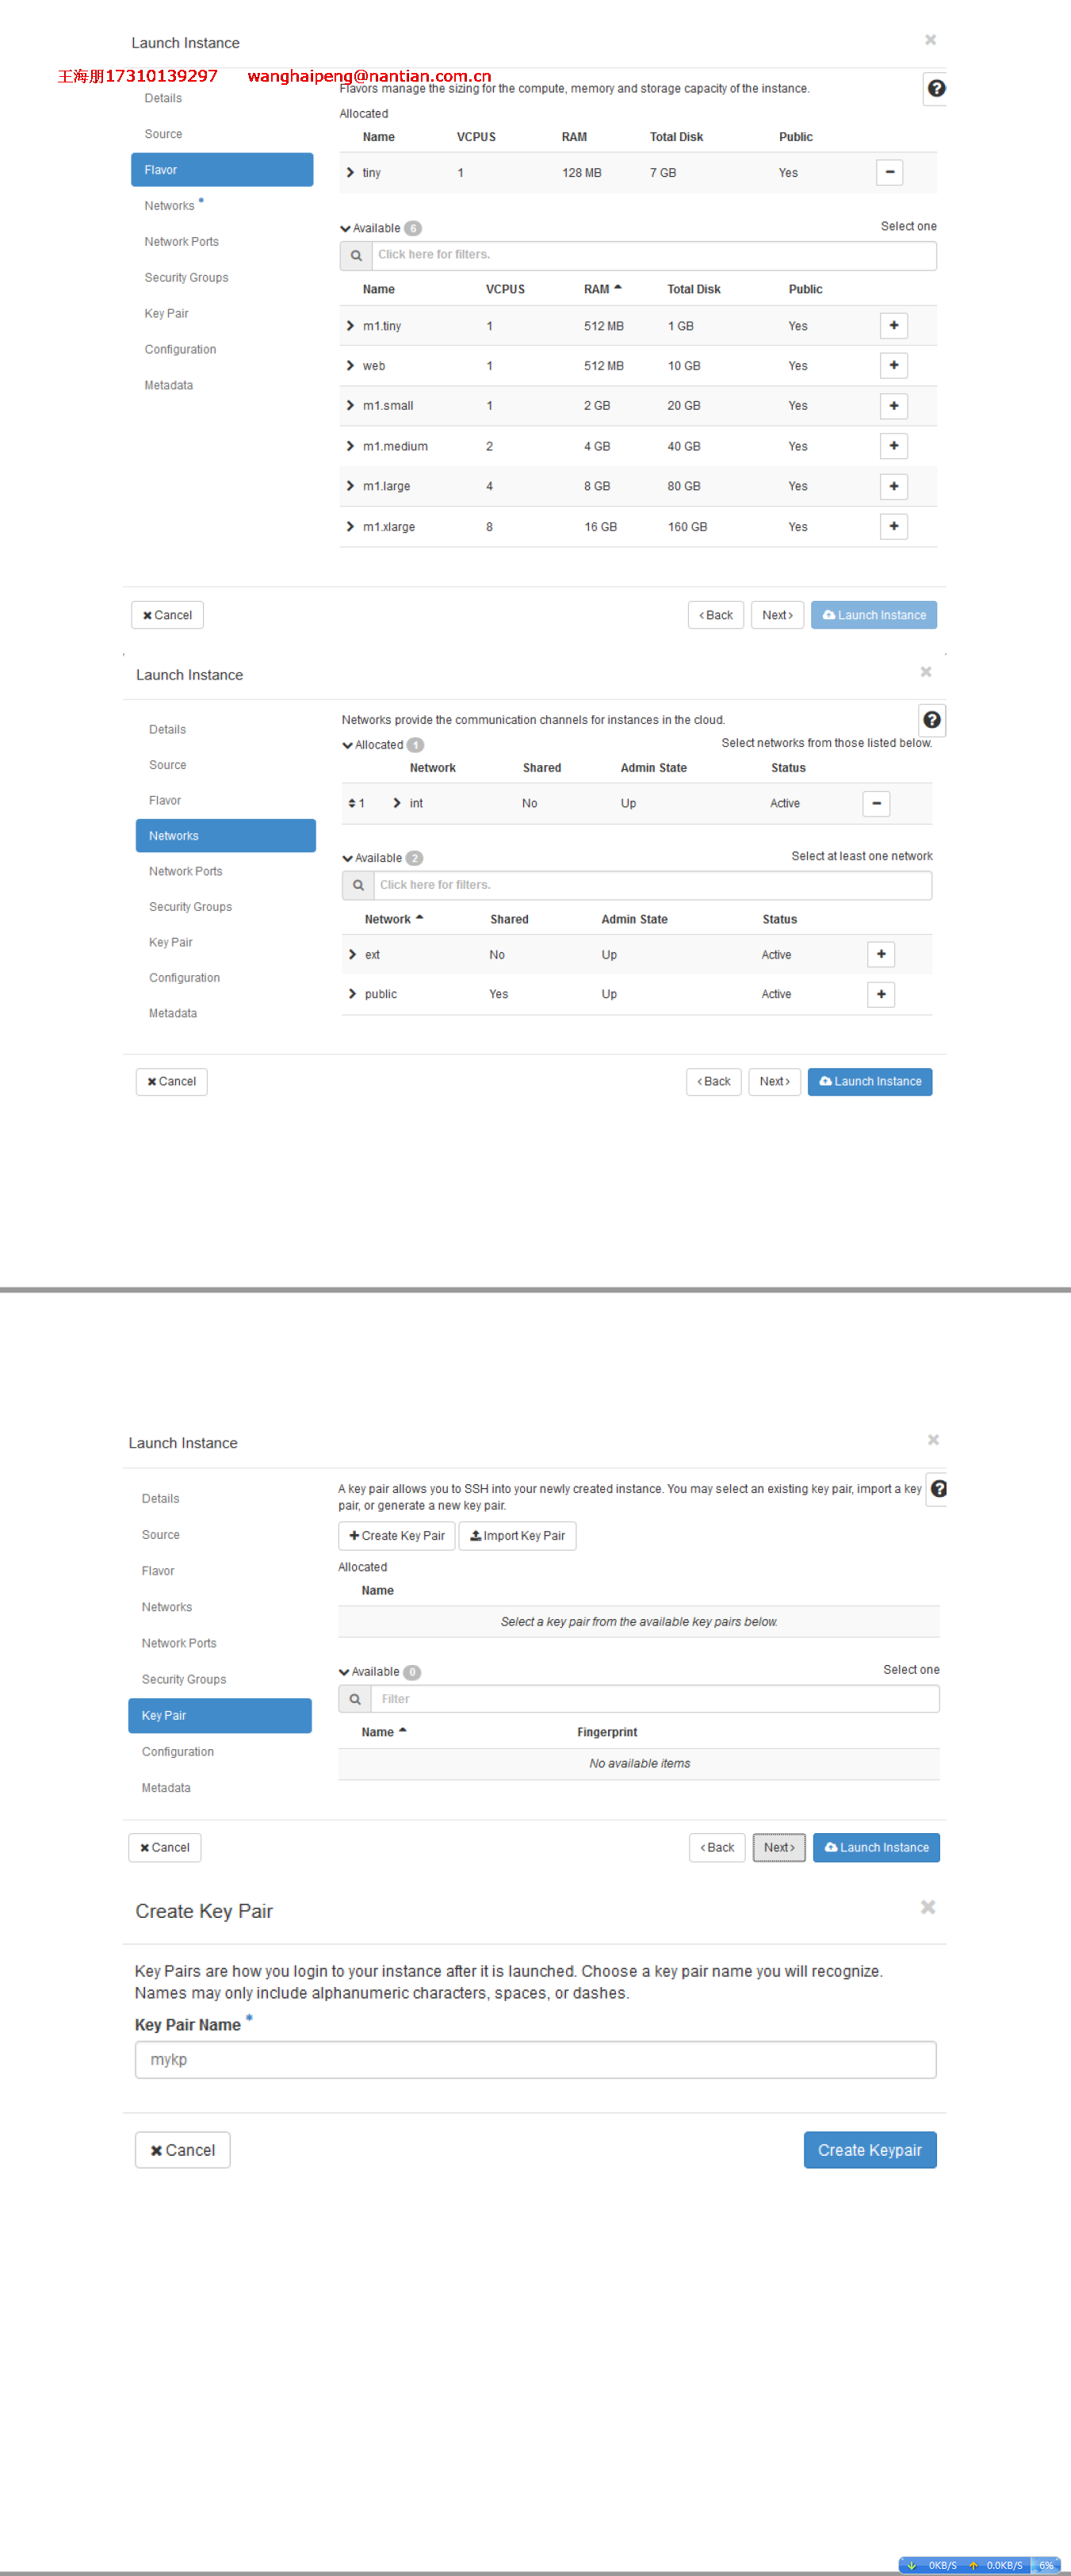 Launch Instance
王海朋17310139297 wanghaipeng@nantian.com.cn
Flavors manage the sizing for the compute, memory and storage capacity of the instance.
Details
Allocated
Source
Name VCPUS RAM Total Disk Public
Flavor
tiny 1 128 MB 7 GB Yes
Networks *
Available 6 Select one
Network Ports
Click here for filters.
Security Groups
Name VCPUS RAM Total Disk Public
Key Pair
m1.tiny 1 512 MB 1 GB Yes
Configuration
web 1 512 MB 10 GB Yes
Metadata
m1.small 1 2 GB 20 GB Yes
m1.medium 2 4 GB 40 GB Yes
m1.large 4 8 GB 80 GB Yes
m1.xlarge 8 16 GB 160 GB Yes
Cancel < Back Next > Launch Instance
Launch Instance
Networks provide the communication channels for instances in the cloud.
Details
Allocated 1 Select networks from those listed below.
Source
Network Shared Admin State Status
Flavor
1 int No Up Active
Networks
Available 2 Select at least one network
Network Ports
Click here for filters.
Security Groups
Network Shared Admin State Status
Key Pair
ext No Up Active
Configuration
public Yes Up Active
Metadata
Cancel < Back Next > Launch Instance
Launch Instance
A key pair allows you to SSH into your newly created instance. You may select an existing key pair, import a key
pair, or generate a new key pair.
Details
Source
Create Key Pair Import Key Pair
Flavor
Allocated
Name
Networks
Select a key pair from the available key pairs below.
Network Ports
Available 0 Select one
Security Groups
Filter
Key Pair
Name Fingerprint
Configuration
No available items
Metadata
Cancel < Back Next > Launch Instance
Create Key Pair
Key Pairs are how you login to your instance after it is launched. Choose a key pair name you will recognize.
Names may only include alphanumeric characters, spaces, or dashes.
Key Pair Name *
mykp
Cancel Create Keypair
0KB/S 0.0KB/S 6%